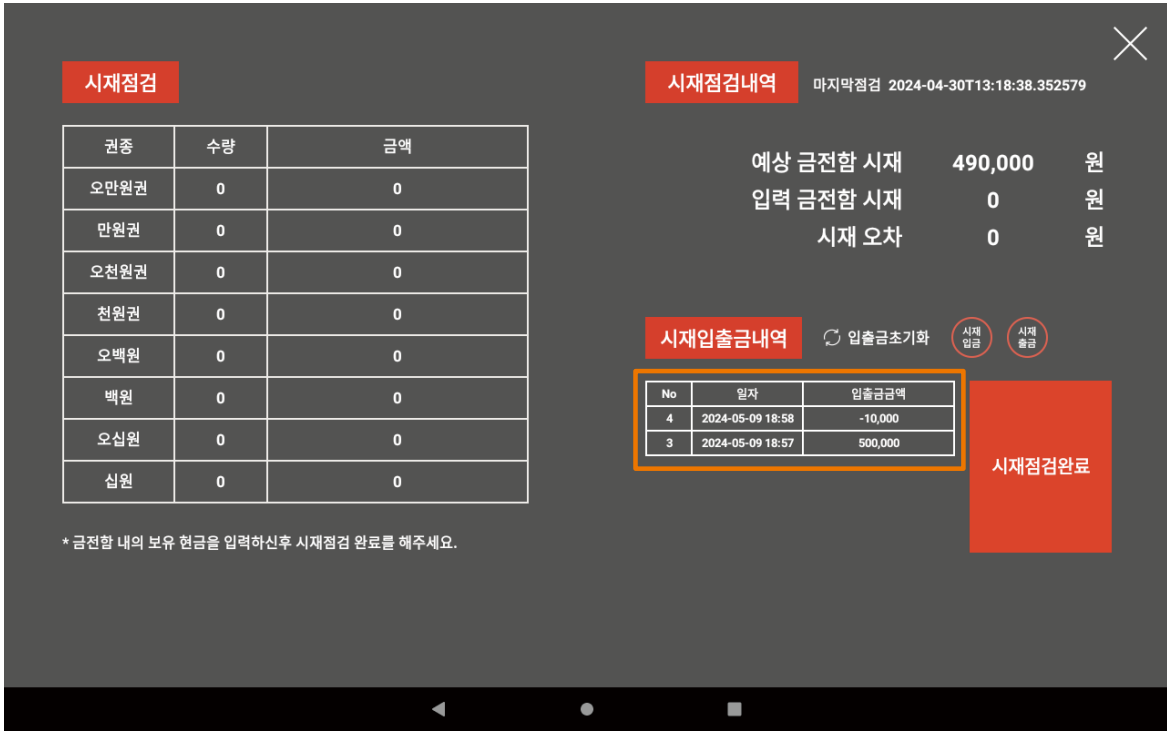 시재점검
권종 수량 금액
오만원권 0 0
만원권 0 0
오천원권 0 0
천원권 0 0
오백원 0 0
백원 0 0
오십원 0 0
십원 0 0
* 금전함 내의 보유 현금을 입력하신후 시재점검 완료를 해주세요.
시재점검내역 마지막점검 2024-04-30T13:18:38.352579
예상 금전함 시재 490,000 원
입력 금전함 시재 0 원
시재 오차 0 원
시재입출금내역 입출금초기화 시재 입금 시재 출금
No 일자 입출금금액
4 2024-05-09 18:58 -10,000
3 2024-05-09 18:57 500,000
시재점검완료